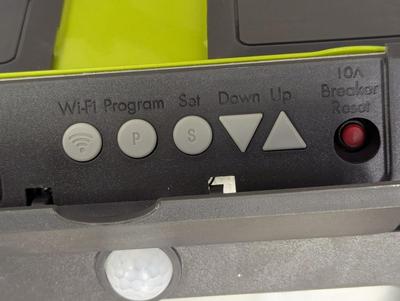 Wi-Fi Program Set Down Up
10A
Breaker
Reset
P S